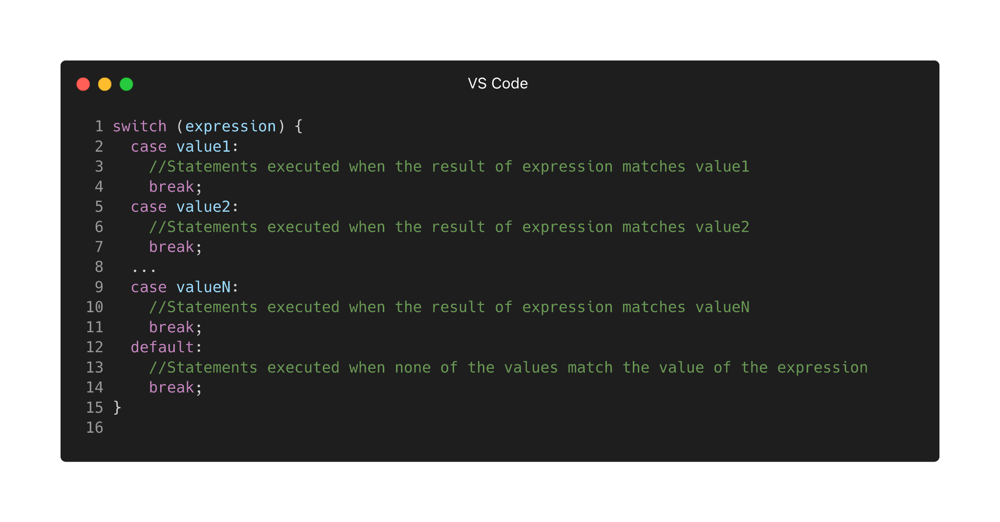 VS Code
1 switch (expression) {
2   case value1:
3     //Statements executed when the result of expression matches value1
4     break;
5   case value2:
6     //Statements executed when the result of expression matches value2
7     break;
8   ...
9   case valueN:
10     //Statements executed when the result of expression matches valueN
11     break;
12   default:
13     //Statements executed when none of the values match the value of the expression
14     break;
15 }
16